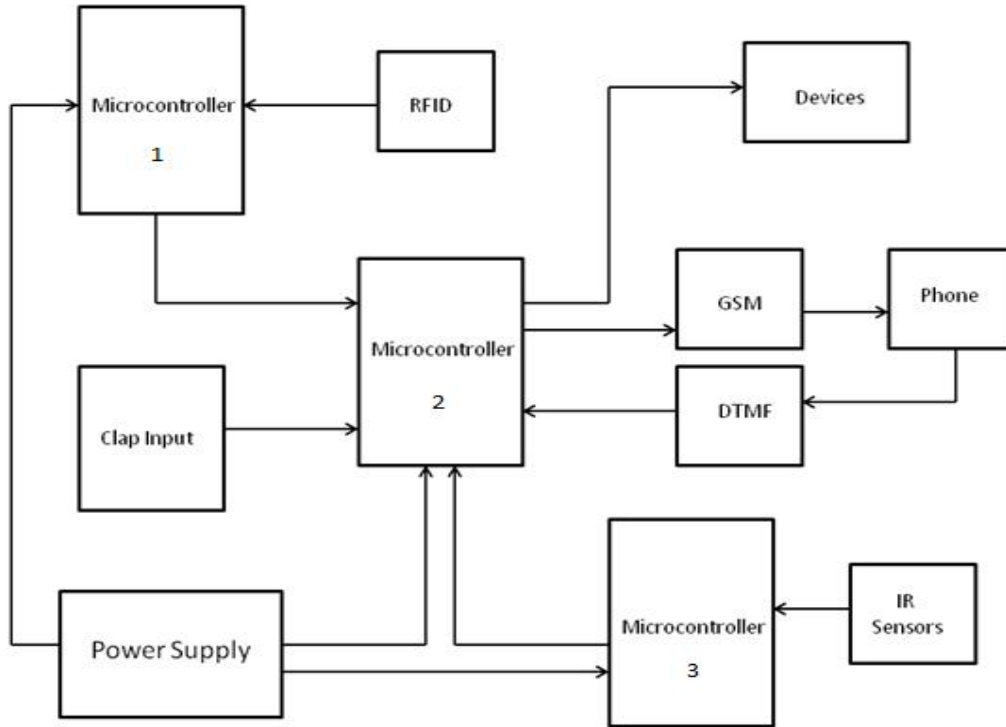 Microcontroller
1
RFID
Devices
Microcontroller
2
GSM
Phone
Clap Input
DTMF
Power Supply
Microcontroller
3
IR
Sensors